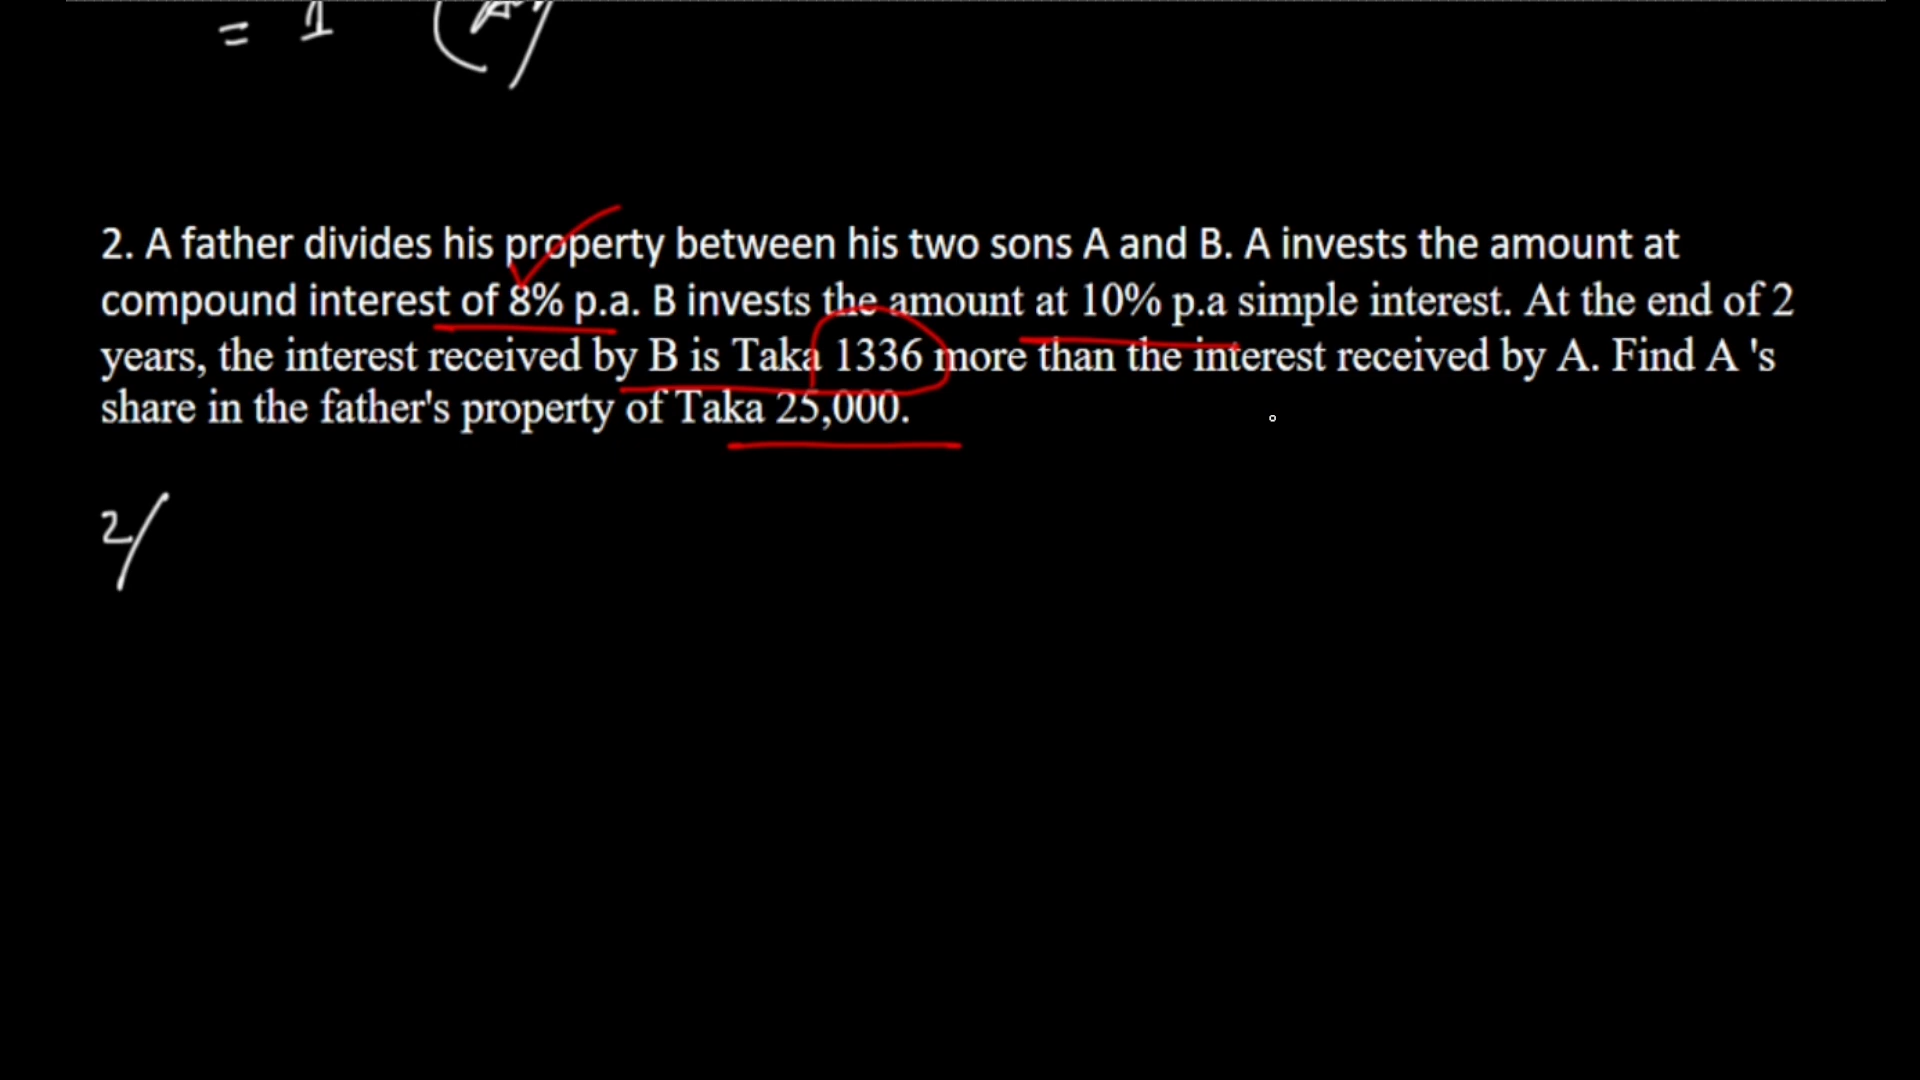 = 1
2. A father divides his property between his two sons A and B. A invests the amount at
compound interest of 8% p.a. B invests the amount at 10% p.a simple interest. At the end of 2
years, the interest received by B is Taka 1336 more than the interest received by A. Find A 's
share in the father's property of Taka 25,000.
2/